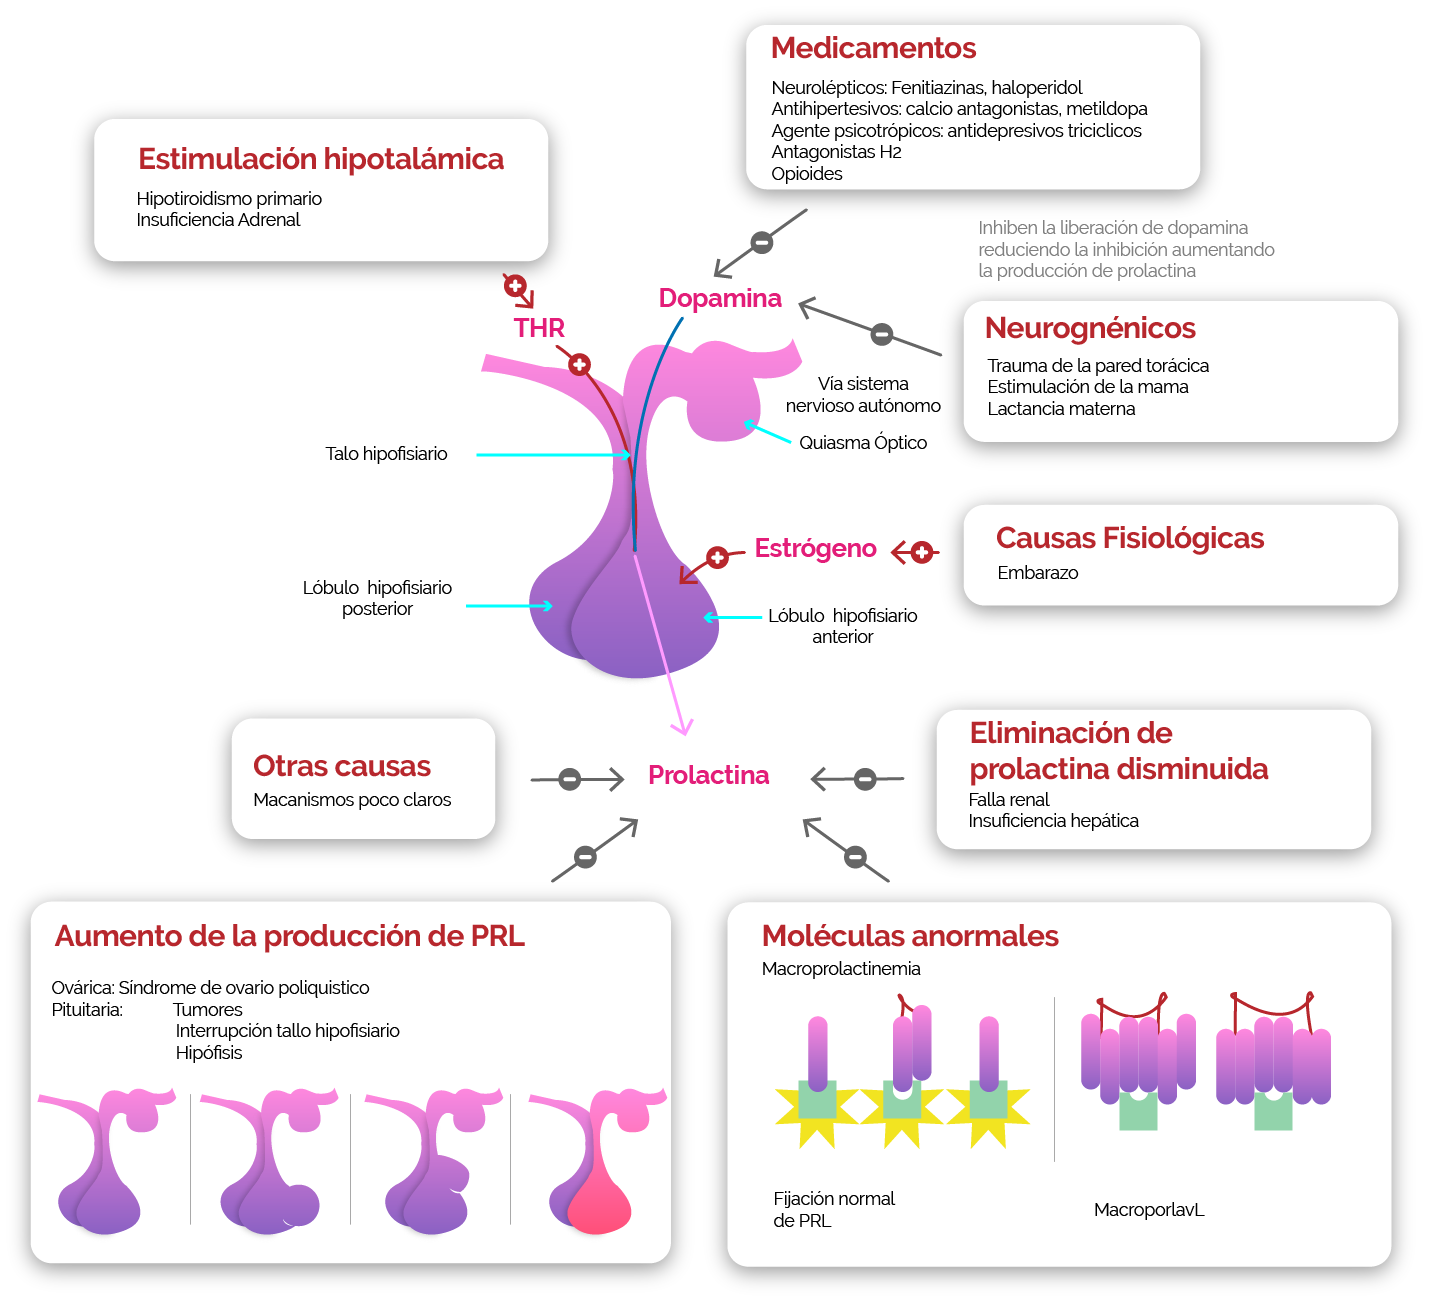 Medicamentos
Neurolépticos: Fenitiazinas, haloperidol
Antihipertesivos: calcio antagonistas, metildopa
Agente psicotrópicos: antidepresivos triciclicos
Antagonistas H2
Opioides
Estimulación hipotalámica
Hipotiroidismo primario
Insuficiencia Adrenal
Inhiben la liberación de dopamina
reduciendo la inhibición aumentando
la producción de prolactina
Dopamina
THR
Neurognénicos
Trauma de la pared torácica
Estimulación de la mama
Lactancia materna
Vía sistema
nervioso autónomo
Quiasma Óptico
Talo hipofisiario
Estrógeno
Causas Fisiológicas
Embarazo
Lóbulo hipofisiario
posterior
Lóbulo hipofisiario
anterior
Otras causas
Macanismos poco claros
Prolactina
Eliminación de
prolactina disminuida
Falla renal
Insuficiencia hepática
Aumento de la producción de PRL
Ovárica: Síndrome de ovario poliquistico
Pituitaria: Tumores
Interrupción tallo hipofisiario
Hipófisis
Moléculas anormales
Macroprolactinemia
Fijación normal
de PRL
MacroporlavL